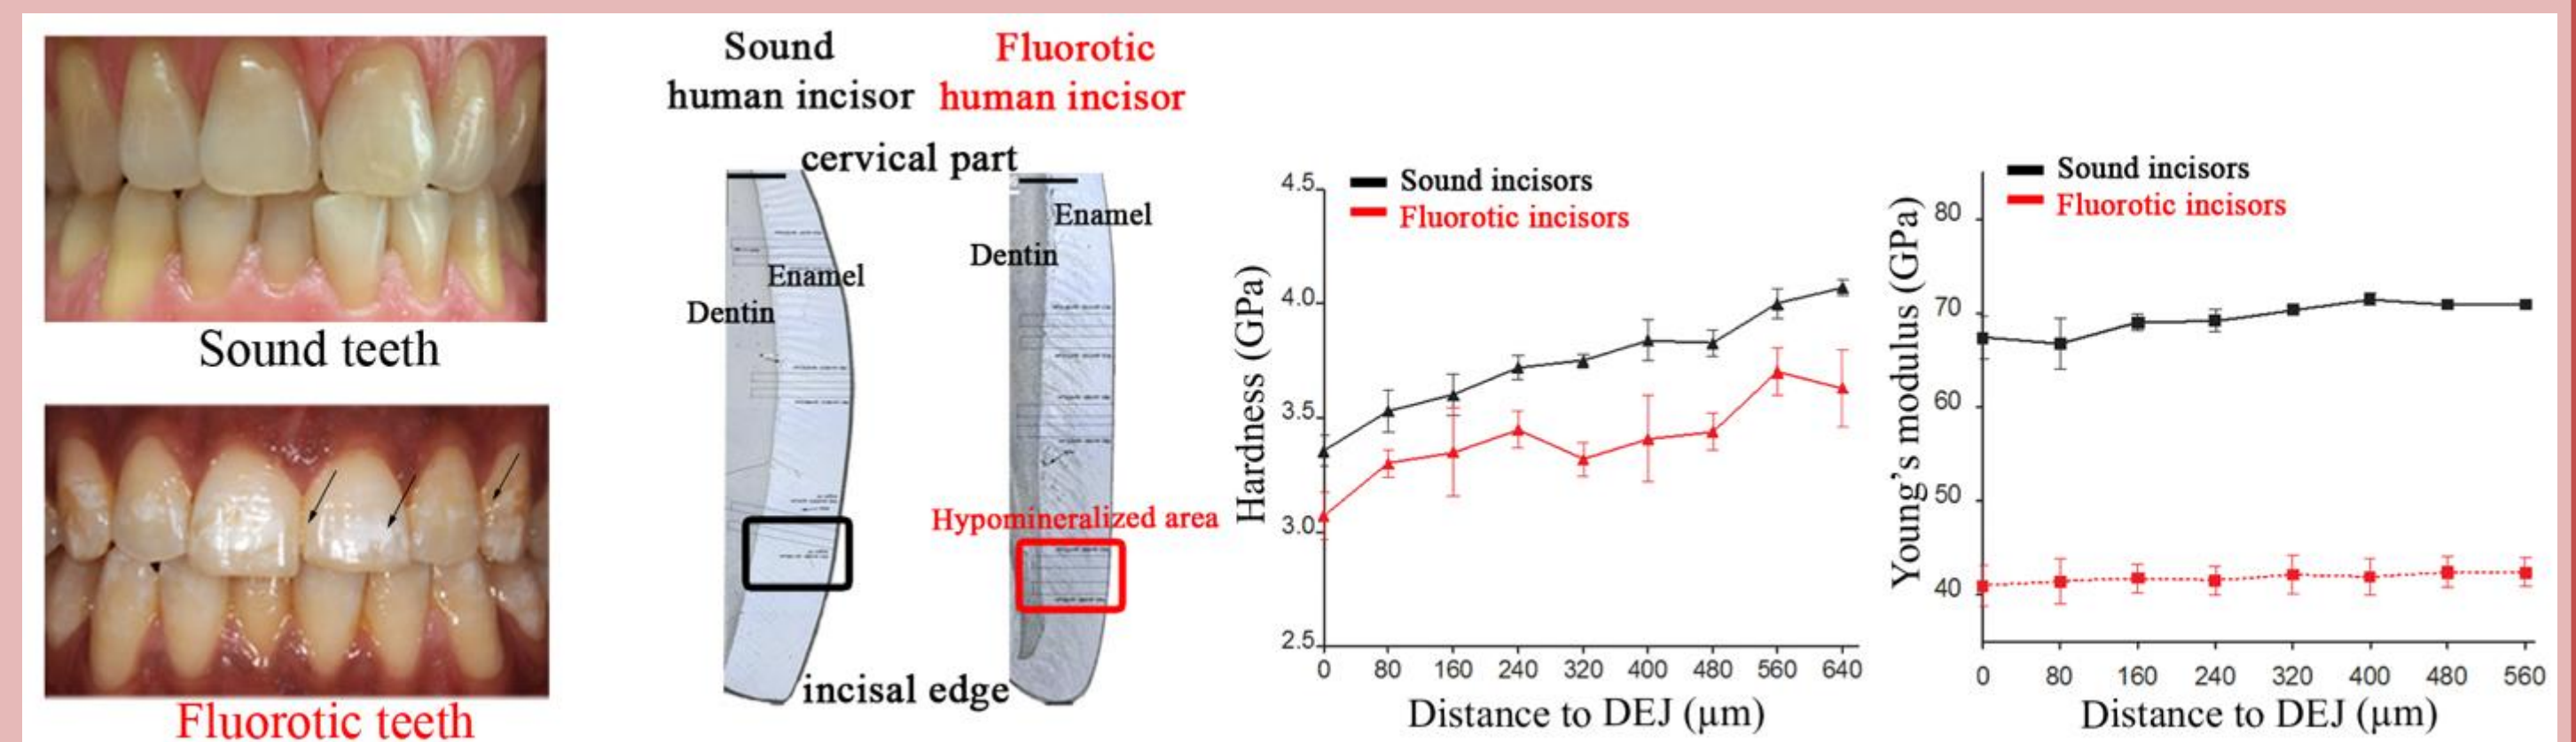 Sound teeth
Fluorotic teeth
Sound
human incisor
Fluorotic
human incisor
cervical part
Enamel
Dentin
Enamel
Dentin
Hypomineralized area
incisal edge
Sound incisors
Fluorotic incisors
Hardness (GPa)
4.5
4.0
3.5
3.0
2.5
0 80 160 240 320 400 480 560 640
Distance to DEJ (μm)
Sound incisors
Fluorotic incisors
Young's modulus (GPa)
80
70
60
50
40
0 80 160 240 320 400 480 560
Distance to DEJ (μm)